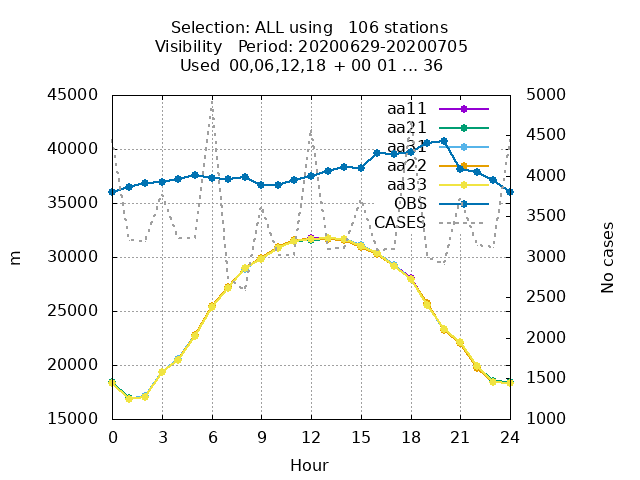 Selection: ALL using   106 stations
Visibility   Period: 20200629-20200705
Used  00,06,12,18 + 00 01 ... 36
45000
40000
35000
30000
25000
20000
15000
m
5000
4500
4000
3500
3000
2500
2000
1500
1000
No cases
aa11
aa21
aa31
aa22
aa33
OBS
CASES
0 3 6 9 12 15 18 21 24
Hour